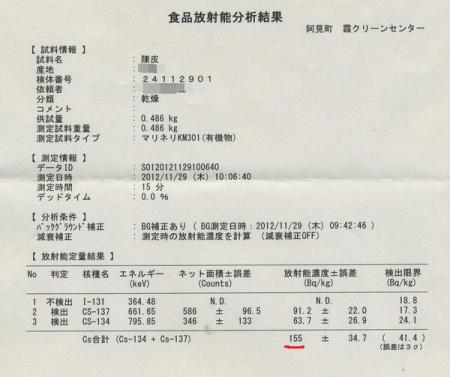 食品放射能分析結果
阿見町 霞クリーンセンター
【 試料情報 】
試料名 : 陳皮
産地 :
検体番号 : 24112901
依頼者 :
分類 : 乾燥
コメント :
供試量 : 0.486 kg
測定試料重量 : 0.486 kg
測定試料タイプ : マリネリKM301(有機物)
【 測定情報 】
データID : S0120121129100640
測定日時 : 2012/11/29 (木) 10:06:40
測定時間 : 15 分
デッドタイム : 0.0 %
【 分析条件 】
バックグラウンド補正 : BG補正あり ( BG測定日時:2012/11/29 (木) 09:42:46 )
減衰補正 : 測定時の放射能濃度を計算 (減衰補正OFF)
【 放射能定量結果 】
No 判定 核種名 エネルギー ネット面積±誤差 放射能濃度±誤差 検出限界
(keV) (Counts) (Bq/kg) (Bq/kg)
1 不検出 I-131 364.48 N.D. N.D. 18.8
2 検出 CS-137 661.65 586 ± 96.5 91.2 ± 22.0 17.3
3 検出 CS-134 795.85 346 ± 133 63.7 ± 26.9 24.1
Cs合計 (Cs-134 + Cs-137) 155 ± 34.7 ( 41.4 )
(誤差は3σ)